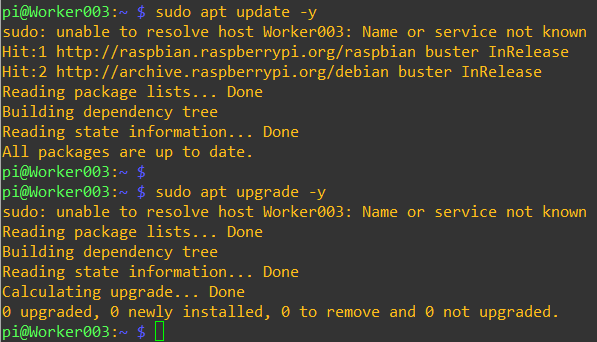 pi@Worker003:~ $ sudo apt update -y
sudo: unable to resolve host Worker003: Name or service not known
Hit:1 http://raspbian.raspberrypi.org/raspbian buster InRelease
Hit:2 http://archive.raspberrypi.org/debian buster InRelease
Reading package lists... Done
Building dependency tree
Reading state information... Done
All packages are up to date.
pi@Worker003:~ $
pi@Worker003:~ $ sudo apt upgrade -y
sudo: unable to resolve host Worker003: Name or service not known
Reading package lists... Done
Building dependency tree
Reading state information... Done
Calculating upgrade... Done
0 upgraded, 0 newly installed, 0 to remove and 0 not upgraded.
pi@Worker003:~ $